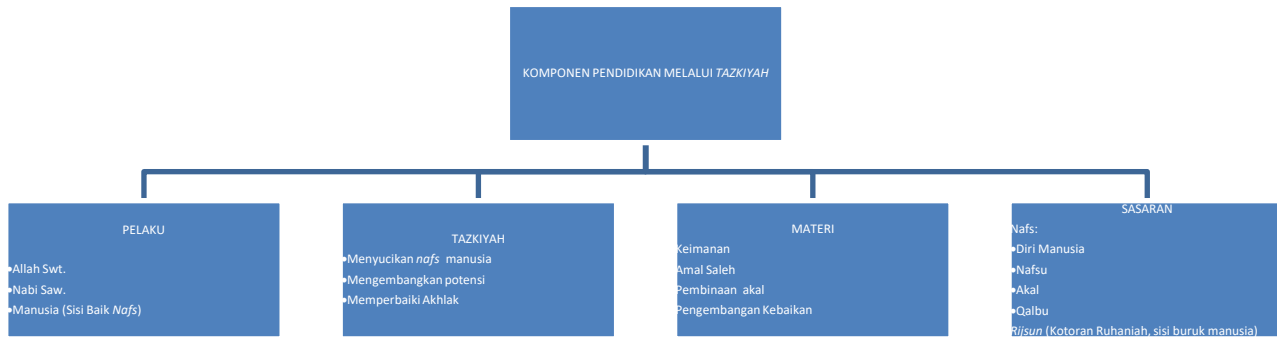 KOMPONEN PENDIDIKAN MELALUI TAZKIYAH
PELAKU
•Allah Swt.
•Nabi Saw.
•Manusia (Sisi Baik Nafs)
TAZKIYAH
•Menyucikan nafs manusia
•Mengembangkan potensi
•Memperbaiki Akhlak
MATERI
Keimanan
Amal Saleh
Pembinaan akal
Pengembangan Kebaikan
SASARAN
Nafs:
•Diri Manusia
•Nafsu
•Akal
•Qalbu
Rijsun (Kotoran Ruhaniah, sisi buruk manusia)